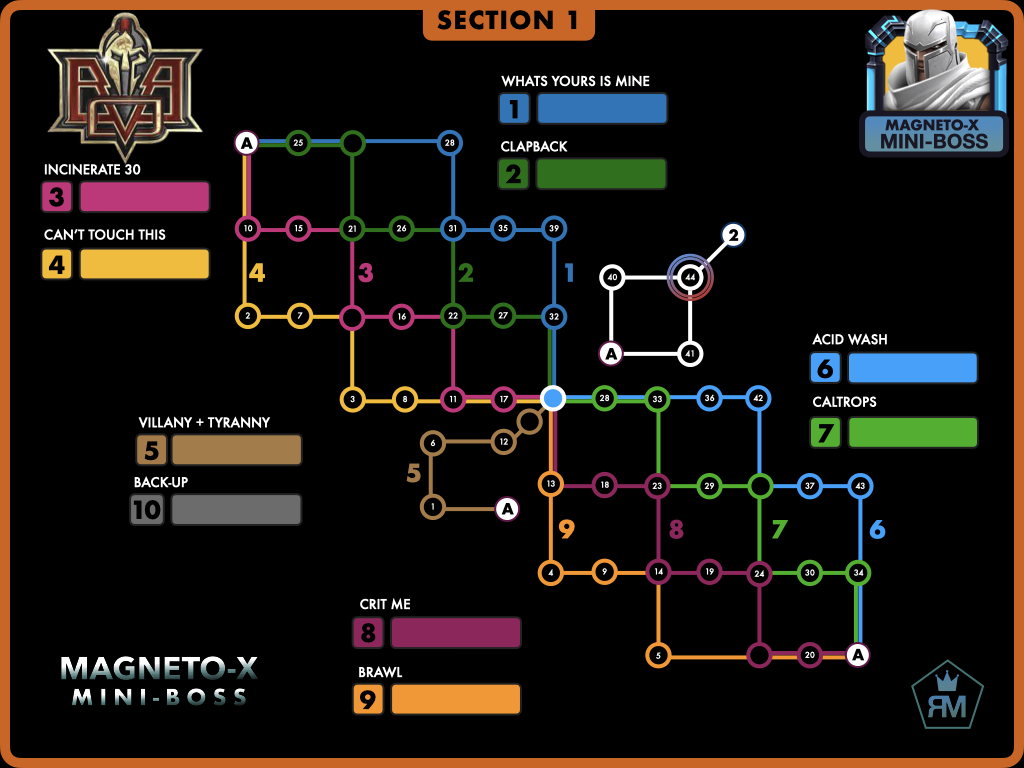 SECTION 1
AVA
WHATS YOURS IS MINE
1
MAGNETO-X
MINI-BOSS
A 25 28
CLAPBACK
2
INCINERATE 30
3
10 15 21 26 31 35 39
2
CAN'T TOUCH THIS
4
4 3 2 1
40 44
2 7 16 22 27 32
ACID WASH
6
A 41
3 8 11 17 28 33 36 42
CALTROPS
7
VILLANY + TYRANNY
5
6 12
5
BACK-UP
10
1 A
13 18 23 29 37 43
9 8 7 6
4 9 14 19 24 30 34
CRIT ME
8
5 20 A
MAGNETO-X
MINI-BOSS
BRAWL
9
RM